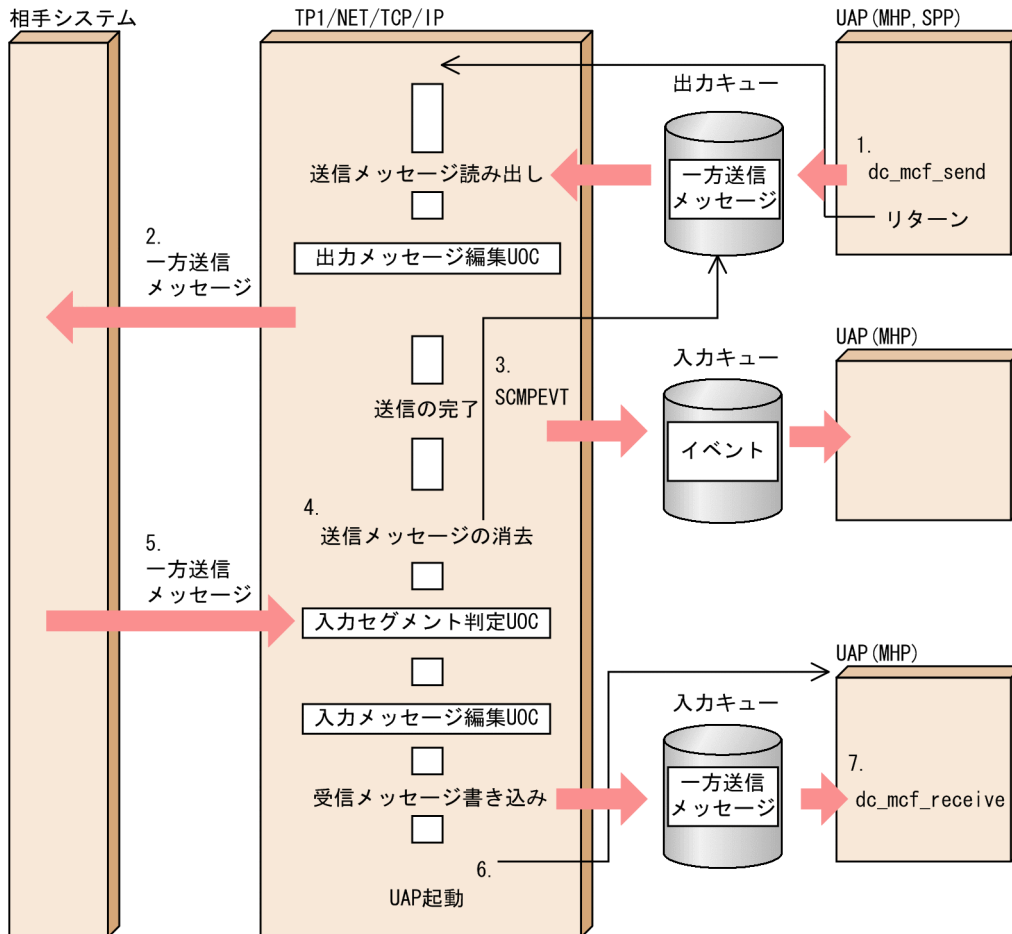 相手システム
TP1/NET/TCP/IP
UAP(MHP, SPP)
出力キュー
1.
dc_mcf_send
送信メッセージ読み出し
一方送信
メッセージ
リターン
2.
一方送信
メッセージ
出力メッセージ編集UOC
UAP(MHP)
入力キュー
3.
SCMPEVT
送信の完了
イベント
4.
送信メッセージの消去
5.
一方送信
メッセージ
入力セグメント判定UOC
UAP(MHP)
入力キュー
入力メッセージ編集UOC
7.
一方送信
メッセージ
受信メッセージ書き込み
dc_mcf_receive
6.
UAP起動